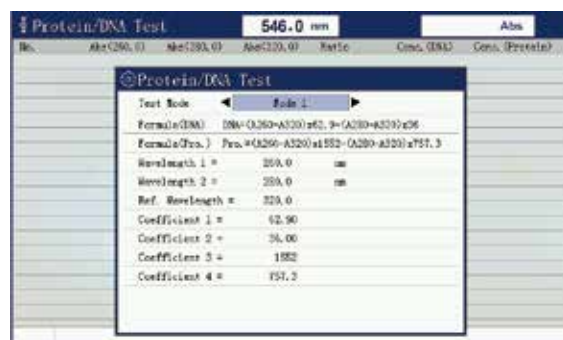 Protein/DNA Test 546.0 nm Abs
No. Abs(260.0) Abs(280.0) Abs(320.0) Ratio Conc.(DNA) Conc.(Protein)
Protein/DNA Test
Test Mode Mode 1
Formula(DNA) DNA=(A260-A320)x62.9-(A280-A320)x36
Formula(Pro.) Pro.=(A280-A320)x1552-(A260-A320)x757.3
Wavelength 1 = 260.0 nm
Wavelength 2 = 280.0 nm
Ref. Wavelength = 320.0
Coefficient 1 = 62.90
Coefficient 2 = 36.00
Coefficient 3 = 1552
Coefficient 4 = 757.3